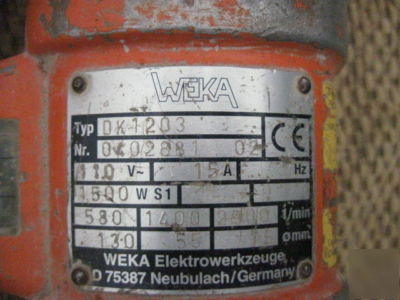 WEKA
Typ DK1203
Nr. 0402881 02
110 V~ 15 A Hz
1500 W S1
580 1400 2900 1/min
130 55 ømm
WEKA Elektrowerkzeuge
D 75387 Neubulach/Germany
CE